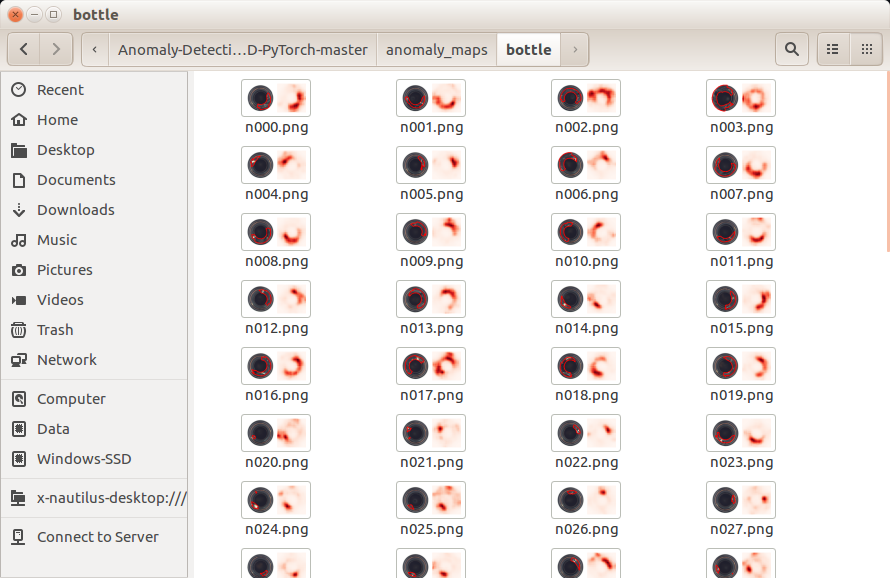 bottle
Anomaly-Detecti...D-PyTorch-master anomaly_maps bottle
Recent
Home
Desktop
Documents
Downloads
Music
Pictures
Videos
Trash
Network
Computer
Data
Windows-SSD
x-nautilus-desktop:///
Connect to Server
n000.png n001.png n002.png n003.png
n004.png n005.png n006.png n007.png
n008.png n009.png n010.png n011.png
n012.png n013.png n014.png n015.png
n016.png n017.png n018.png n019.png
n020.png n021.png n022.png n023.png
n024.png n025.png n026.png n027.png